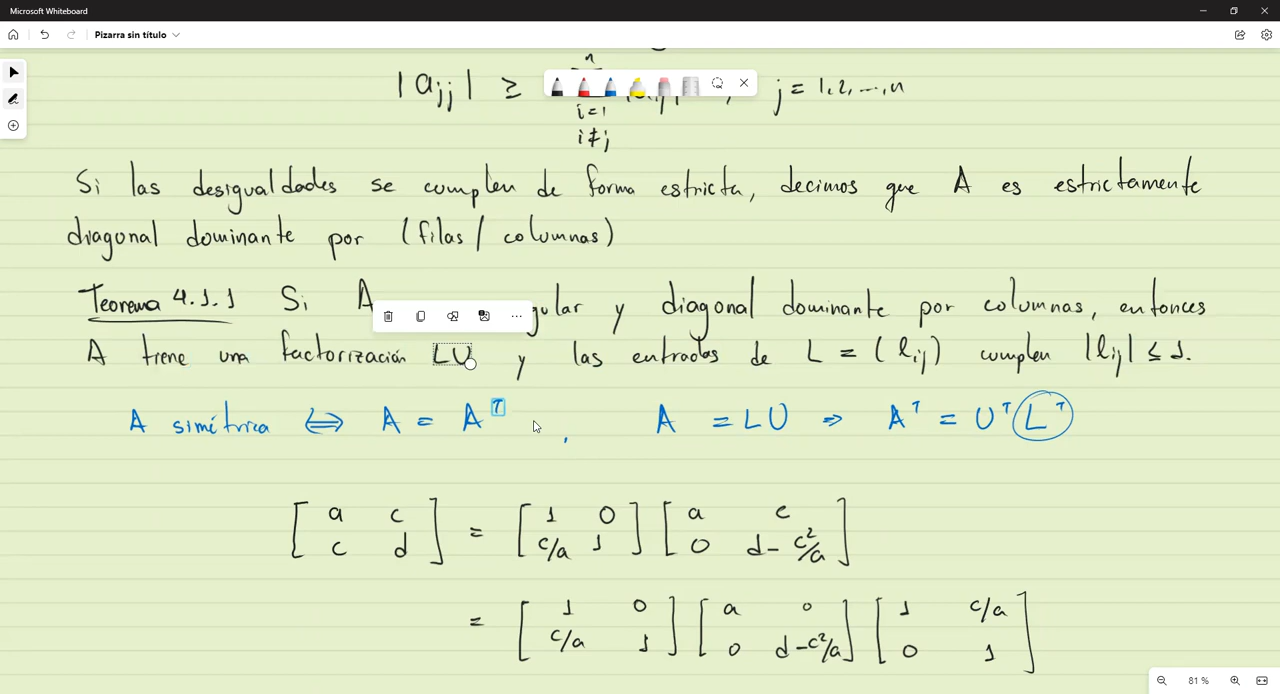 Microsoft Whiteboard
Pizarra sin título
|ajj| ≥ n i=1 i≠j , j = 1,2,...,n
Si las desigualdades se cumplen de forma estricta, decimos que A es estrictamente
diagonal dominante por (filas / columnas)
Teorema 4.1.1 Si A gular y diagonal dominante por columnas, entonces
A tiene una factorización LU y las entradas de L = (lij) cumplen |lij| ≤ 1.
A simétrica ⟺ A = A^T , A = LU ⇒ A^T = U^T L^T
[ a c ; c d ] = [ 1 0 ; c/a 1 ] [ a c ; 0 d - c²/a ]
= [ 1 0 ; c/a 1 ] [ a 0 ; 0 d - c²/a ] [ 1 c/a ; 0 1 ]
81 %